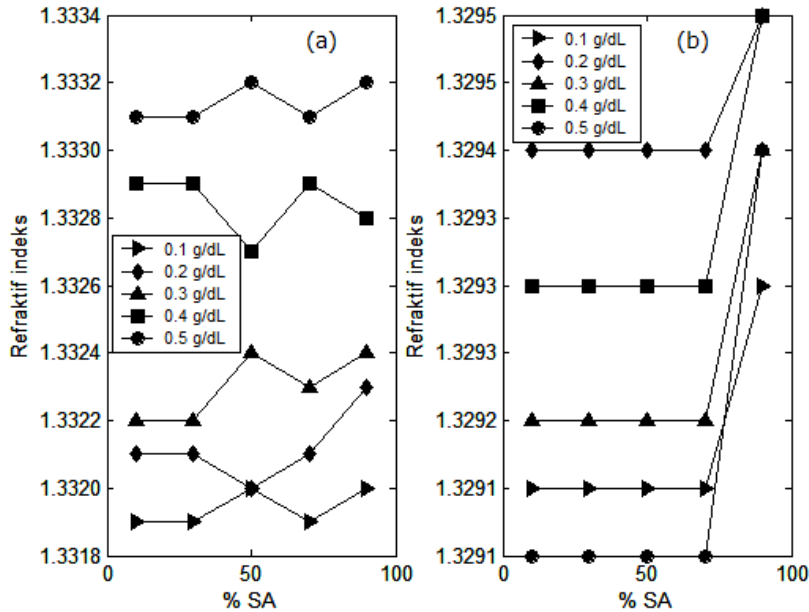 (a)
1.3334
1.3332
1.3330
1.3328
1.3326
1.3324
1.3322
1.3320
1.3318
Refraktif indeks
0.1 g/dL
0.2 g/dL
0.3 g/dL
0.4 g/dL
0.5 g/dL
0
50
100
% SA
(b)
1.3295
1.3295
1.3294
1.3293
1.3293
1.3293
1.3292
1.3291
1.3291
Refraktif indeks
0.1 g/dL
0.2 g/dL
0.3 g/dL
0.4 g/dL
0.5 g/dL
0
50
100
% SA